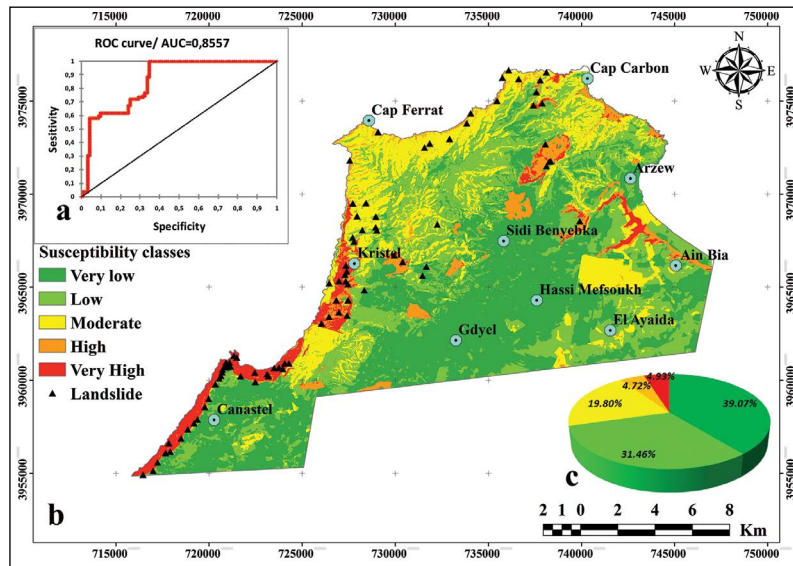 715000 720000 725000 730000 735000 740000 745000 750000
ROC curve/ AUC=0,8557
Sesitivity
1
0,9
0,8
0,7
0,6
0,5
0,4
0,3
0,2
0,1
0
0 0,1 0,2 0,3 0,4 0,5 0,6 0,7 0,8 0,9 1
Specificity
a
N
W E
S
3975000 3975000
3970000 3970000
3965000 3965000
3960000 3960000
3955000 3955000
Cap Carbon
Cap Ferrat
Arzew
Sidi Benyebka
Kristel
Ain Bia
Hassi Mefsoukh
El Ayaida
Gdyel
Canastel
Susceptibility classes
Very low
Low
Moderate
High
Very High
Landslide
4.93%
4.72%
19.80%
39.07%
31.46%
c
b
2 1 0 2 4 6 8
Km
715000 720000 725000 730000 735000 740000 745000 750000